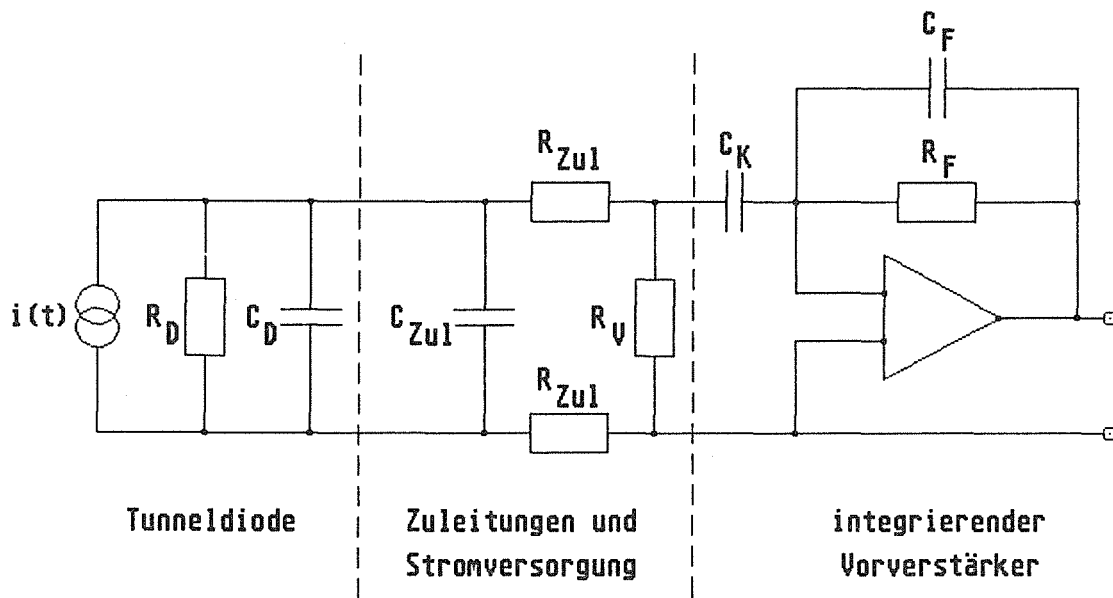 C_F
R_Zul
C_K
R_F
i(t)
R_D
C_D
C_Zul
R_V
R_Zul
Tunneldiode
Zuleitungen und
Stromversorgung
integrierender
Vorverstärker